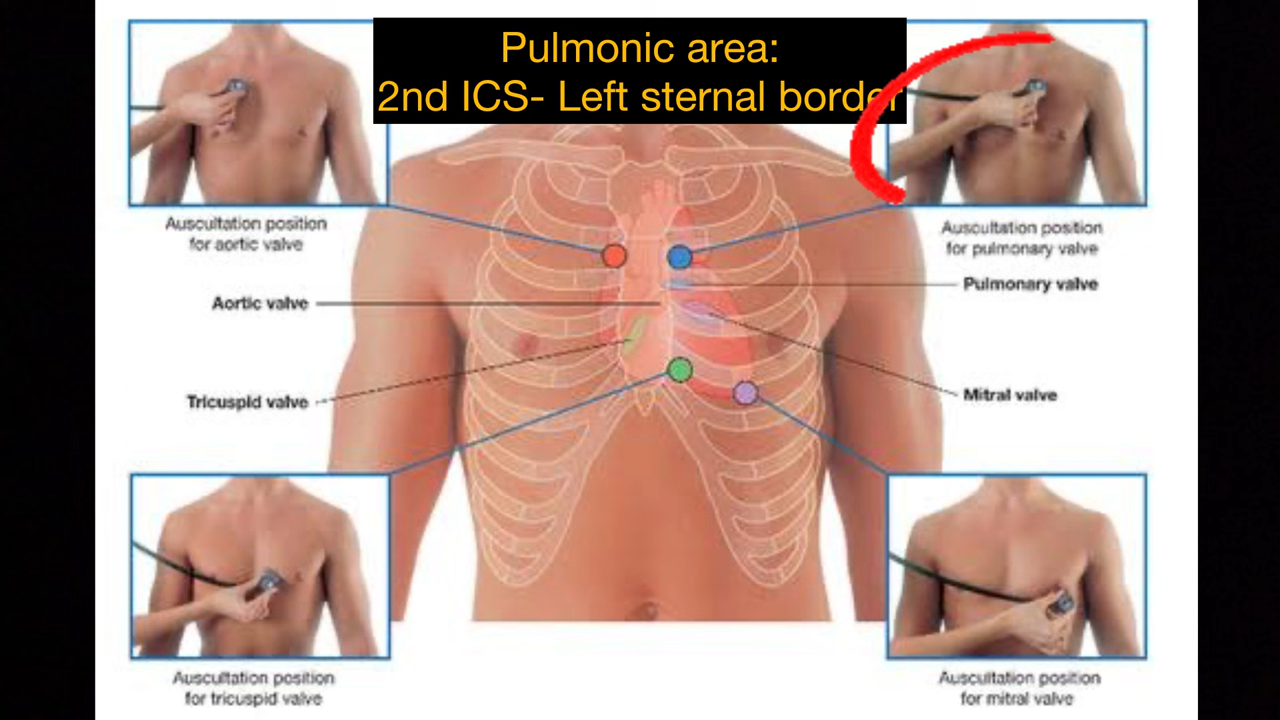 Pulmonic area:
2nd ICS- Left sternal border
Auscultation position
for aortic valve
Auscultation position
for pulmonary valve
Pulmonary valve
Aortic valve
Mitral valve
Tricuspid valve
Auscultation position
for tricuspid valve
Auscultation position
for mitral valve